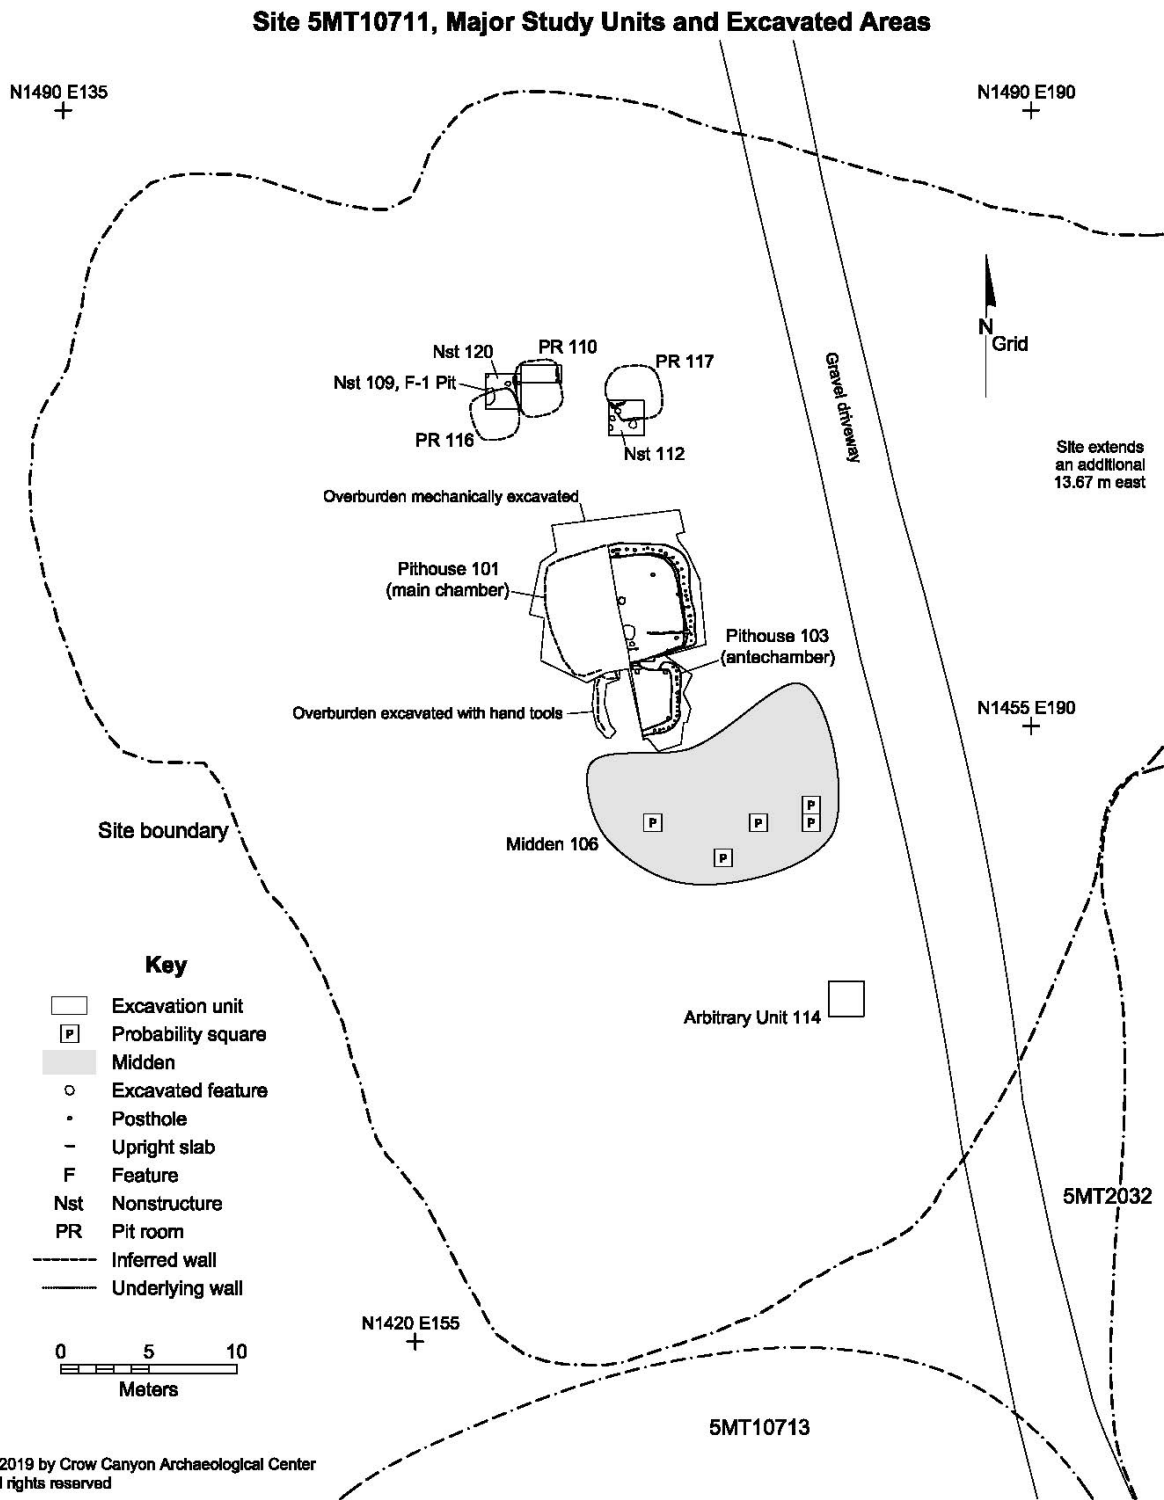 Site 5MT10711, Major Study Units and Excavated Areas
N1490 E135
N1490 E190
N
Grid
Nst 120
PR 110
PR 117
Nst 109, F-1 Pit
PR 116
Nst 112
Gravel driveway
Site extends
an additional
13.67 m east
Overburden mechanically excavated
Pithouse 101
(main chamber)
Pithouse 103
(antechamber)
Overburden excavated with hand tools
N1455 E190
P
P
P
P
P
Midden 106
Site boundary
Arbitrary Unit 114
Key
Excavation unit
P Probability square
Midden
Excavated feature
Posthole
Upright slab
F Feature
Nst Nonstructure
PR Pit room
Inferred wall
Underlying wall
5MT2032
N1420 E155
0 5 10
Meters
5MT10713
2019 by Crow Canyon Archaeological Center
rights reserved